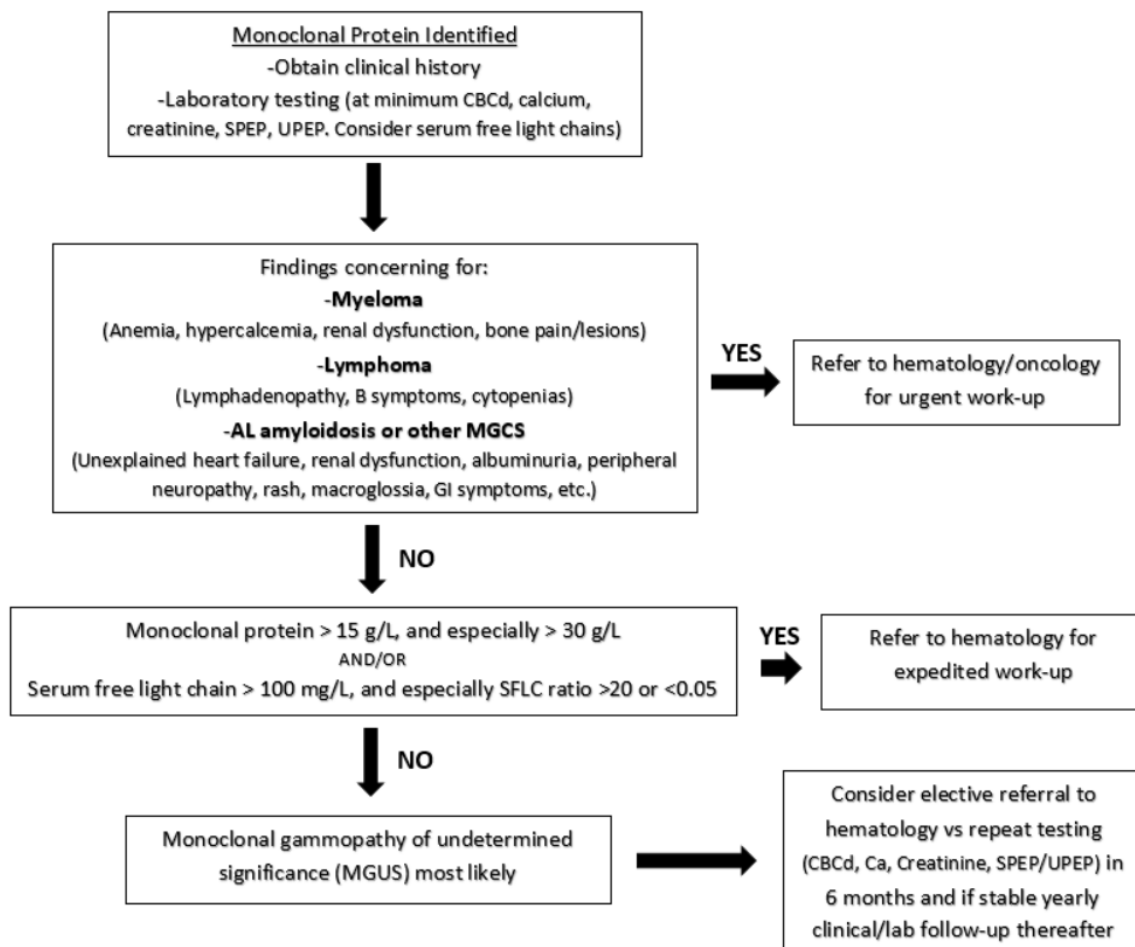 Monoclonal Protein Identified
-Obtain clinical history
-Laboratory testing (at minimum CBCd, calcium,
creatinine, SPEP, UPEP. Consider serum free light chains)
Findings concerning for:
-Myeloma
(Anemia, hypercalcemia, renal dysfunction, bone pain/lesions)
-Lymphoma
(Lymphadenopathy, B symptoms, cytopenias)
-AL amyloidosis or other MGCS
(Unexplained heart failure, renal dysfunction, albuminuria, peripheral
neuropathy, rash, macroglossia, GI symptoms, etc.)
YES
Refer to hematology/oncology
for urgent work-up
NO
Monoclonal protein > 15 g/L, and especially > 30 g/L
AND/OR
Serum free light chain > 100 mg/L, and especially SFLC ratio >20 or <0.05
YES
Refer to hematology for
expedited work-up
NO
Monoclonal gammopathy of undetermined
significance (MGUS) most likely
Consider elective referral to
hematology vs repeat testing
(CBCd, Ca, Creatinine, SPEP/UPEP) in
6 months and if stable yearly
clinical/lab follow-up thereafter